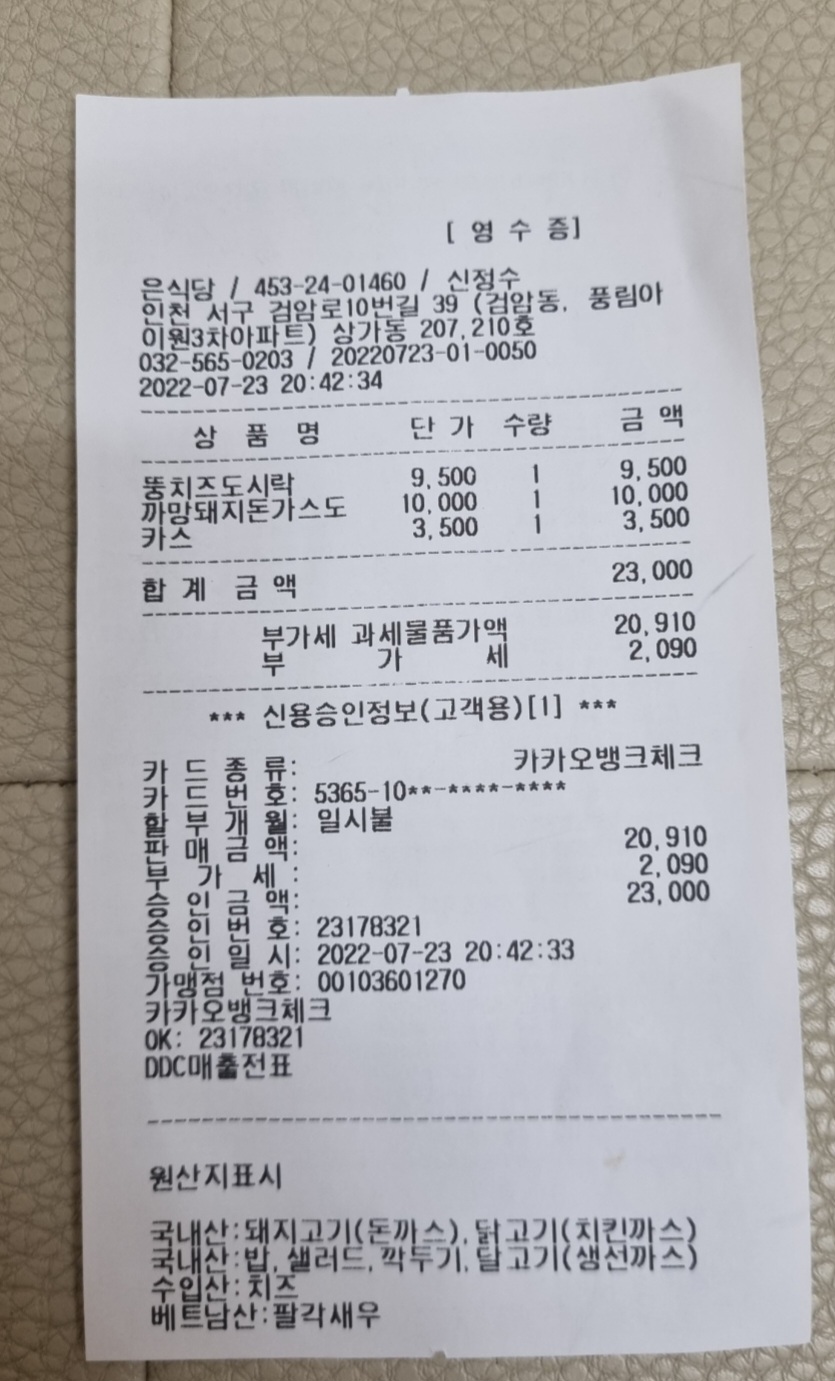 [ 영 수 증]
은식당 / 453-24-01460 / 신정수
인천 서구 검암로10번길 39 (검암동, 풍림아
이원3차아파트) 상가동 207,210호
032-565-0203 / 20220723-01-0050
2022-07-23 20:42:34
상 품 명 단 가 수량 금 액
뚱치즈도시락 9,500 1 9,500
까망돼지돈가스도 10,000 1 10,000
카스 3,500 1 3,500
합 계 금 액 23,000
부가세 과세물품가액 20,910
부 가 세 2,090
*** 신용승인정보(고객용)[1] ***
카 드 종 류: 카카오뱅크체크
카 드 번 호: 5365-10**-****-****
할 부 개 월: 일시불
판 매 금 액: 20,910
부 가 세 : 2,090
승 인 금 액: 23,000
승 인 번 호: 23178321
승 인 일 시: 2022-07-23 20:42:33
가맹점 번호: 00103601270
카카오뱅크체크
OK: 23178321
DDC매출전표
원산지표시
국내산:돼지고기(돈까스),닭고기(치킨까스)
국내산:밥,샐러드,깍두기,달고기(생선까스)
수입산:치즈
베트남산:팔각새우